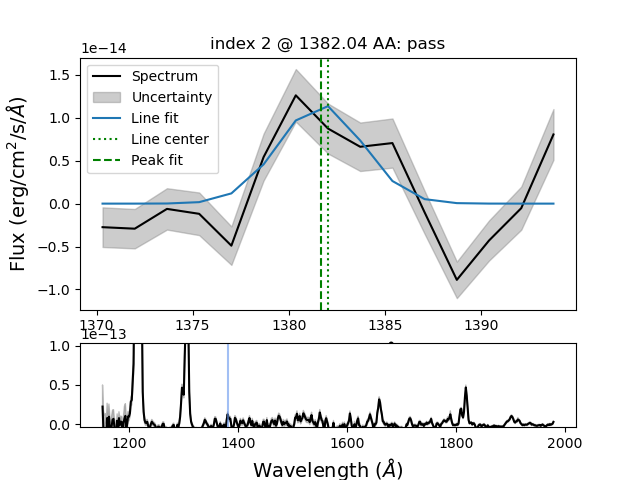 index 2 @ 1382.04 AA: pass
1e−14
Spectrum
Uncertainty
Line fit
Line center
Peak fit
1.5
1.0
0.5
0.0
−0.5
−1.0
Flux (erg/cm²/s/Å)
1370 1375 1380 1385 1390
1e−13
1.0
0.5
0.0
1200 1400 1600 1800 2000
Wavelength (Å)